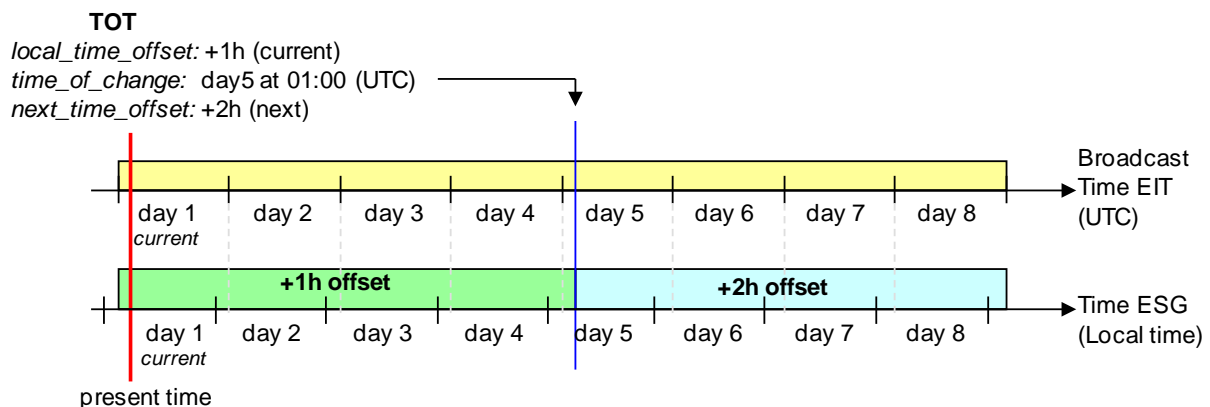 TOT
local_time_offset: +1h (current)
time_of_change: day5 at 01:00 (UTC)
next_time_offset: +2h (next)
Broadcast
Time EIT
(UTC)
day 1 day 2 day 3 day 4 day 5 day 6 day 7 day 8
current
+1h offset +2h offset
Time ESG
(Local time)
day 1 day 2 day 3 day 4 day 5 day 6 day 7 day 8
current
present time